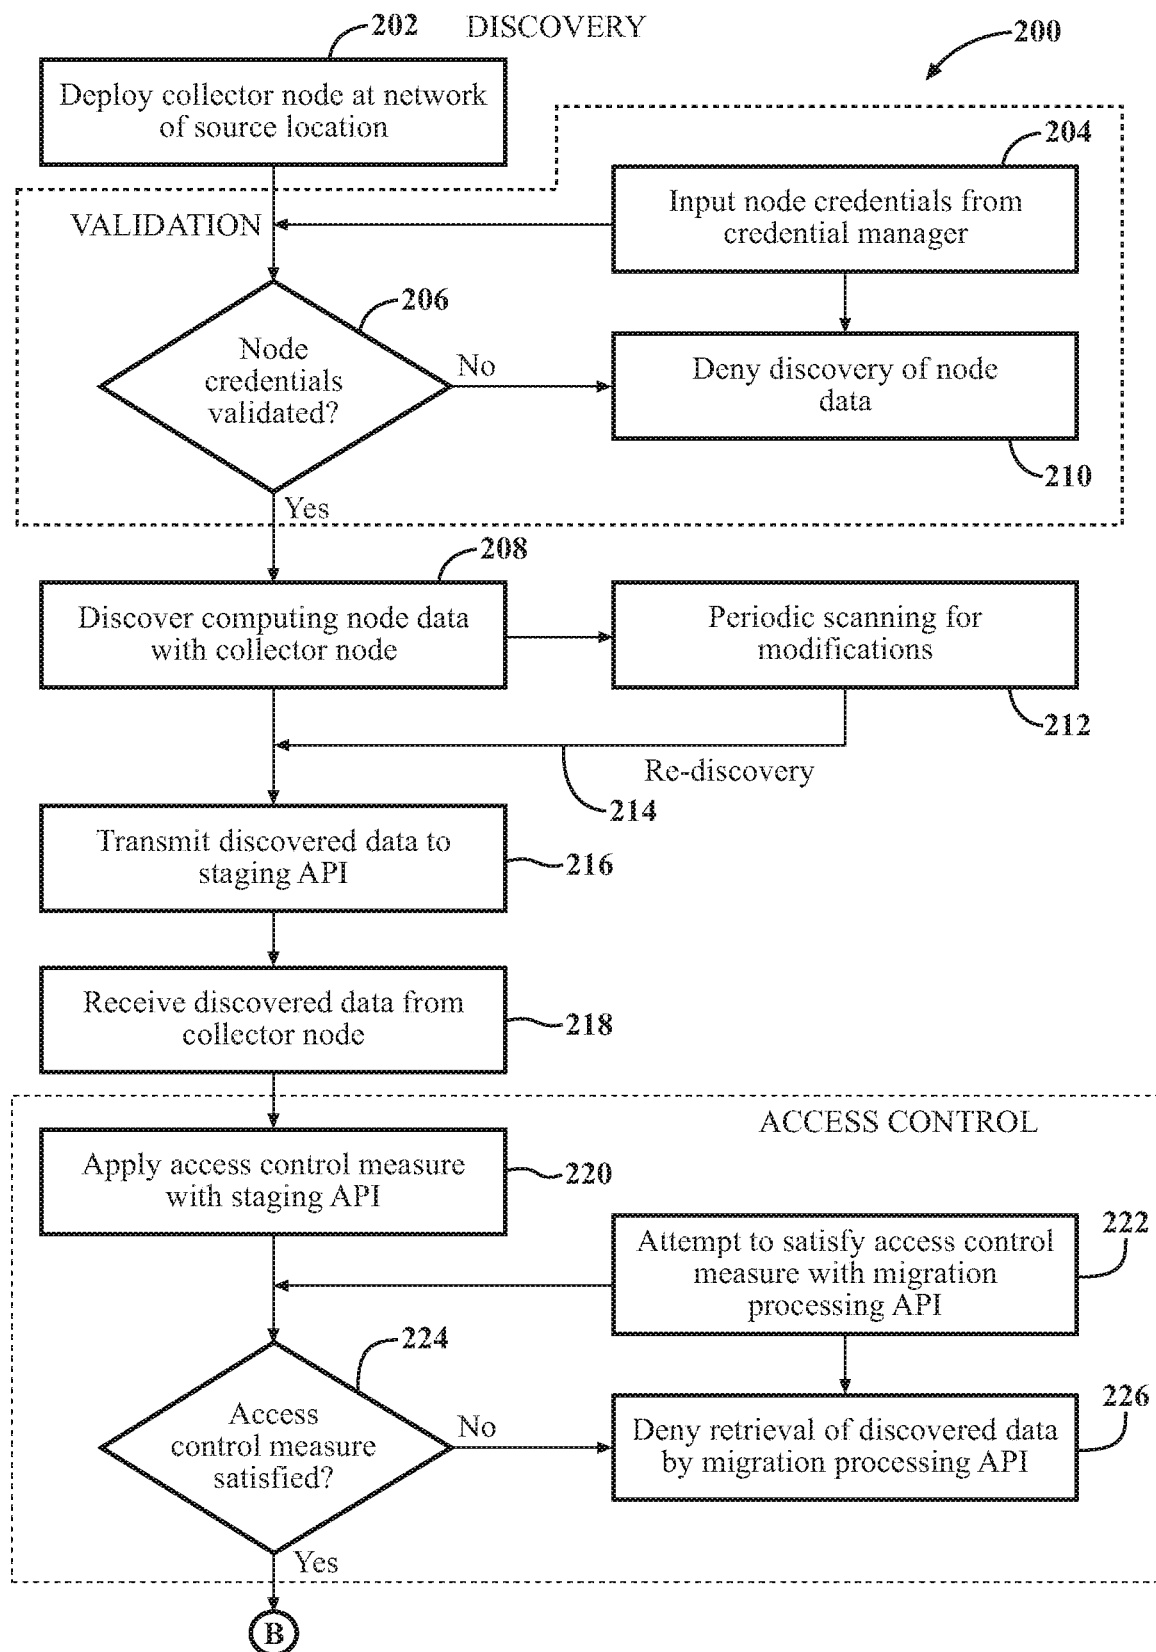 202
DISCOVERY
200
Deploy collector node at network
of source location
204
VALIDATION
Input node credentials from
credential manager
206
Node
credentials
validated?
No
Deny discovery of node
data
210
Yes
208
Discover computing node data
with collector node
Periodic scanning for
modifications
212
Re-discovery
214
Transmit discovered data to
staging API
216
Receive discovered data from
collector node
218
ACCESS CONTROL
Apply access control measure
with staging API
220
222
Attempt to satisfy access control
measure with migration
processing API
224
Access
control measure
satisfied?
No
226
Deny retrieval of discovered data
by migration processing API
Yes
B